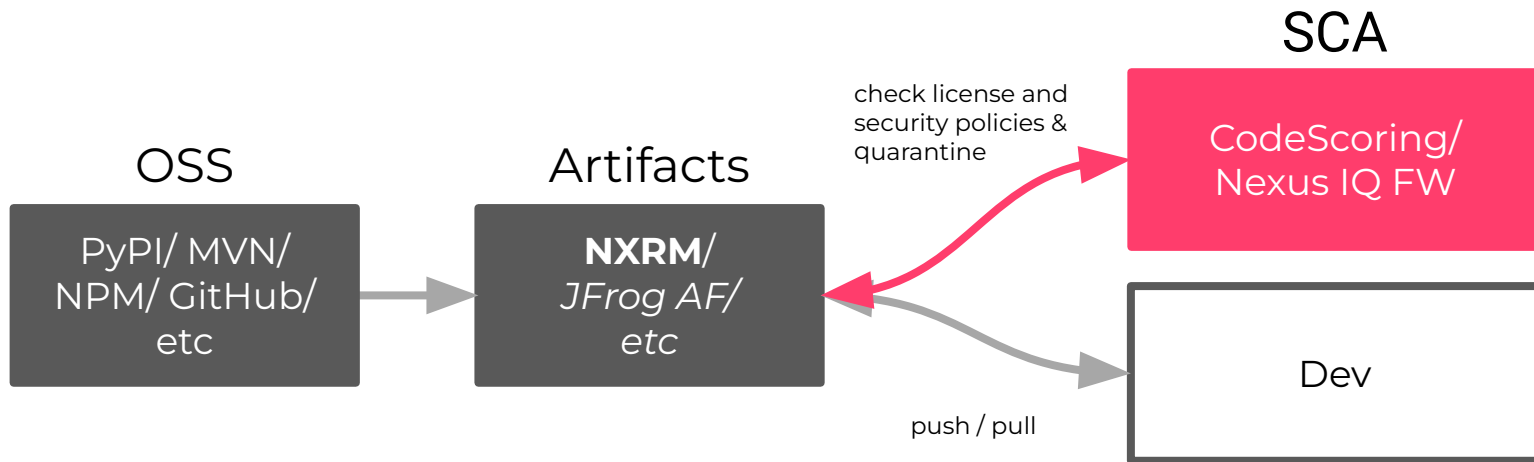 OSS
PyPI/ MVN/
NPM/ GitHub/
etc
Artifacts
NXRM/
JFrog AF/
etc
check license and
security policies &
quarantine
SCA
CodeScoring/
Nexus IQ FW
push / pull
Dev